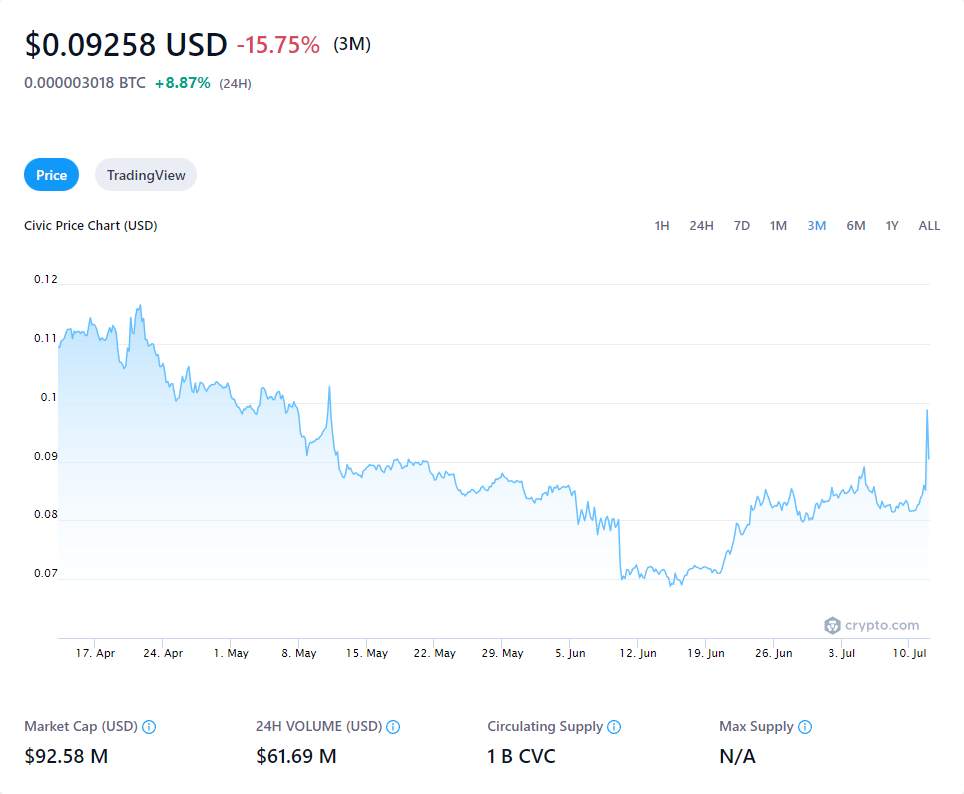 $0.09258 USD -15.75% (3M)
0.000003018 BTC +8.87% (24H)
Price TradingView
Civic Price Chart (USD) 1H 24H 7D 1M 3M 6M 1Y ALL
0.12
0.11
0.1
0.09
0.08
0.07
crypto.com
17. Apr 24. Apr 1. May 8. May 15. May 22. May 29. May 5. Jun 12. Jun 19. Jun 26. Jun 3. Jul 10. Jul
Market Cap (USD) 24H VOLUME (USD) Circulating Supply Max Supply
$92.58 M $61.69 M 1 B CVC N/A